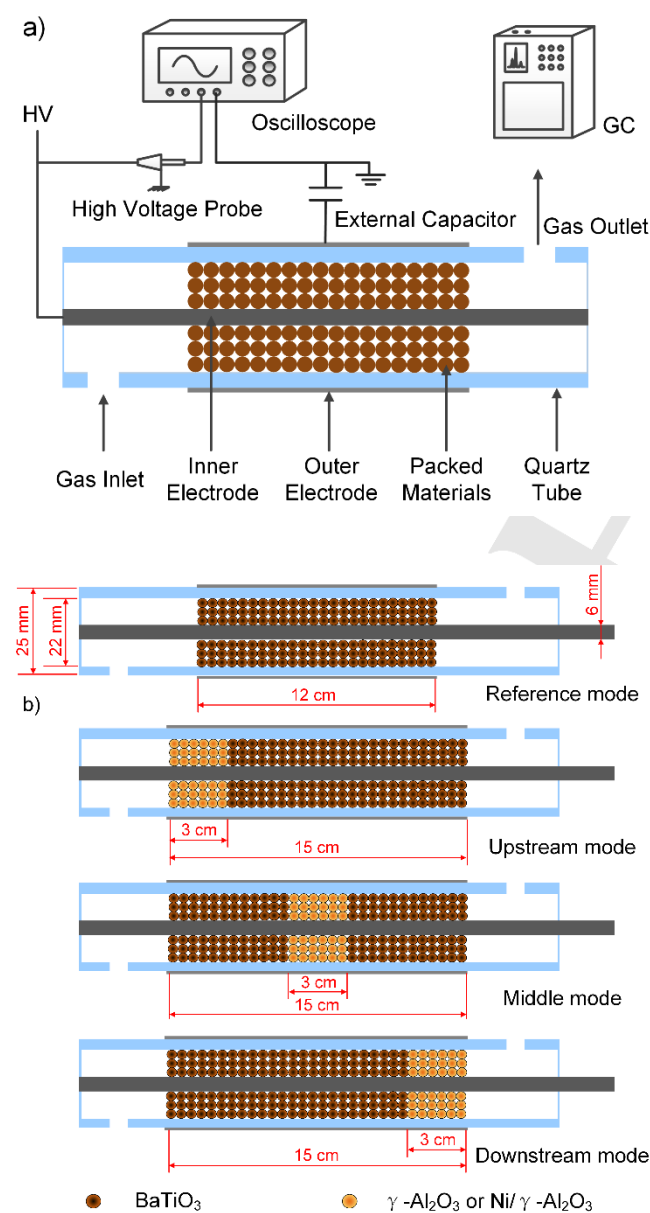 a)
HV
Oscilloscope
GC
High Voltage Probe
External Capacitor
Gas Outlet
Gas Inlet
Inner
Electrode
Outer
Electrode
Packed
Materials
Quartz
Tube
25 mm
22 mm
6 mm
12 cm
Reference mode
b)
3 cm
15 cm
Upstream mode
3 cm
15 cm
Middle mode
3 cm
15 cm
Downstream mode
BaTiO₃
γ-Al₂O₃ or Ni/ γ-Al₂O₃